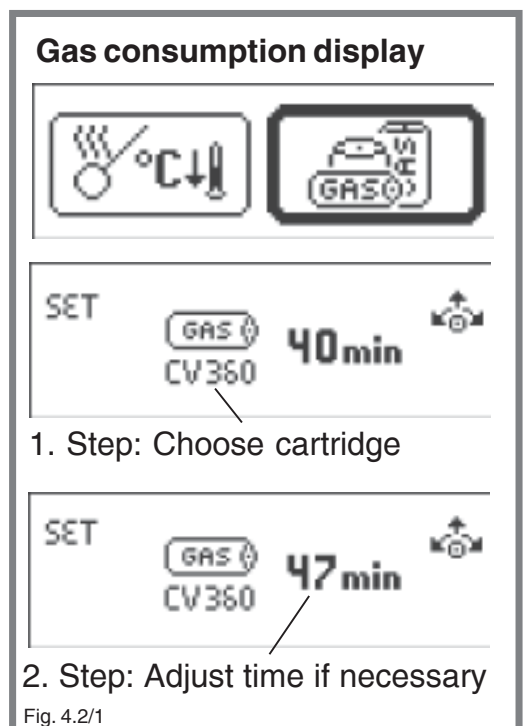 Gas consumption display
°C
GAS
GAS
SET
GAS
CV360
40min
1. Step: Choose cartridge
SET
GAS
CV360
47min
2. Step: Adjust time if necessary
Fig. 4.2/1